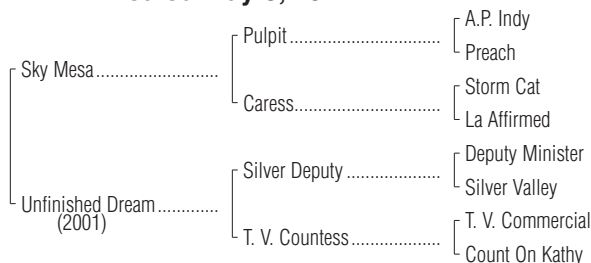 A.P. Indy
Pulpit
Preach
Sky Mesa
Storm Cat
Caress
La Affirmed
Deputy Minister
Silver Deputy
Silver Valley
Unfinished Dream
(2001)
T. V. Commercial
T. V. Countess
Count On Kathy